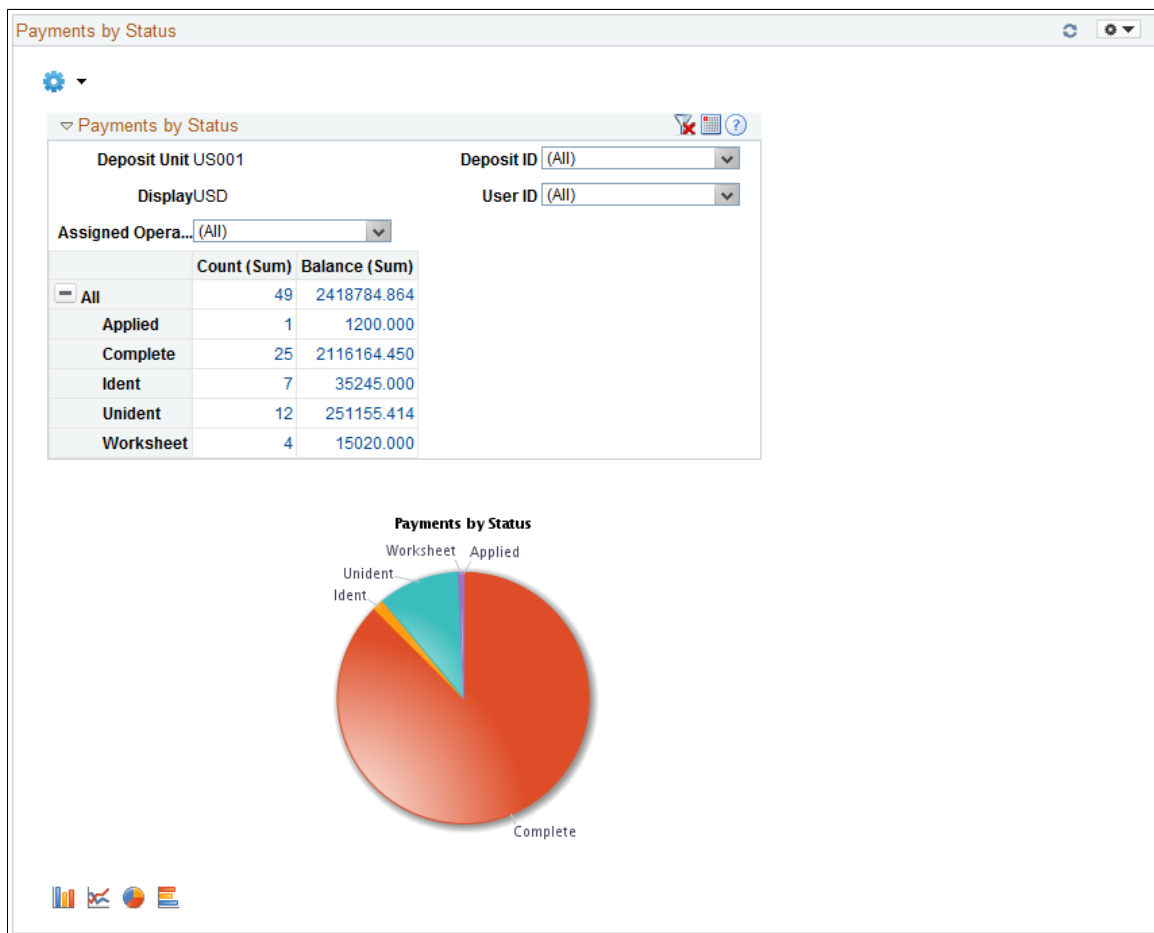 Payments by Status
Payments by Status
Deposit Unit US001 Deposit ID (All)
Display USD User ID (All)
Assigned Opera... (All)
Count (Sum) Balance (Sum)
All 49 2418784.864
Applied 1 1200.000
Complete 25 2116164.450
Ident 7 35245.000
Unident 12 251155.414
Worksheet 4 15020.000
Payments by Status
Worksheet Applied
Unident
Ident
Complete